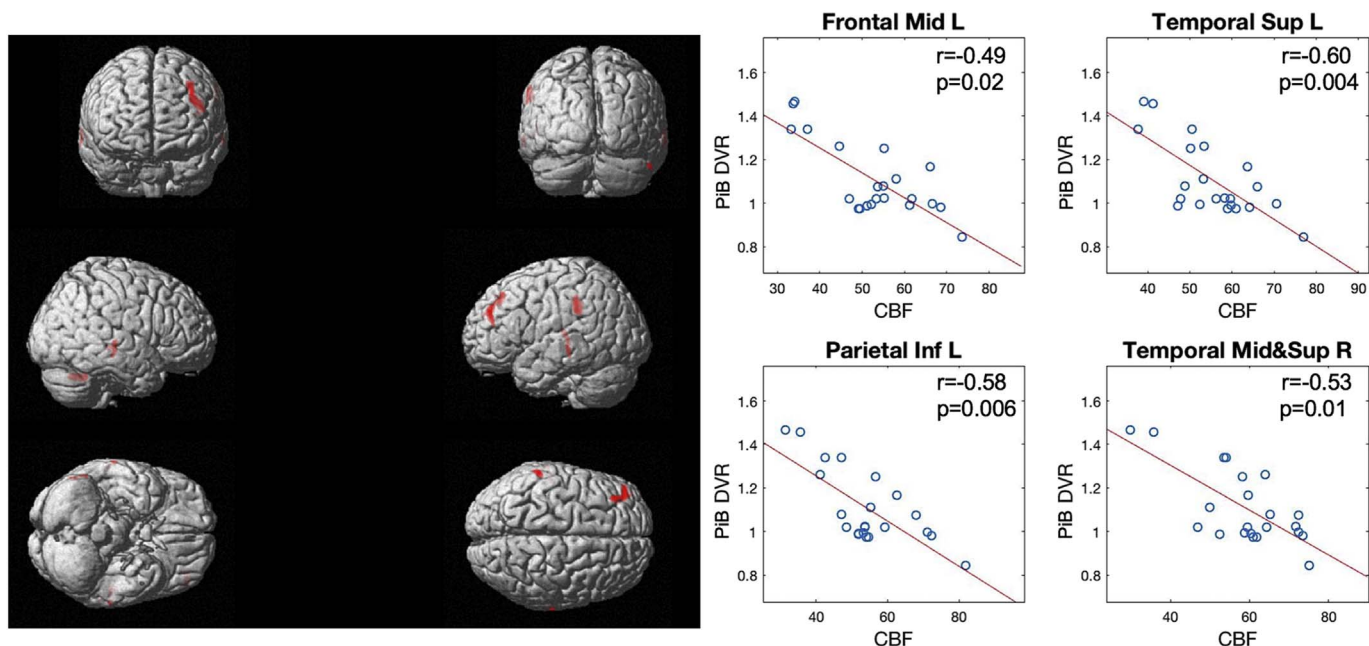 Frontal Mid L
r=-0.49
p=0.02
1.6
1.4
1.2
1
0.8
PiB DVR
30 40 50 60 70 80
CBF
Temporal Sup L
r=-0.60
p=0.004
1.6
1.4
1.2
1
0.8
PiB DVR
40 50 60 70 80 90
CBF
Parietal Inf L
r=-0.58
p=0.006
1.6
1.4
1.2
1
0.8
PiB DVR
40 60 80
CBF
Temporal Mid&Sup R
r=-0.53
p=0.01
1.6
1.4
1.2
1
0.8
PiB DVR
40 60 80
CBF